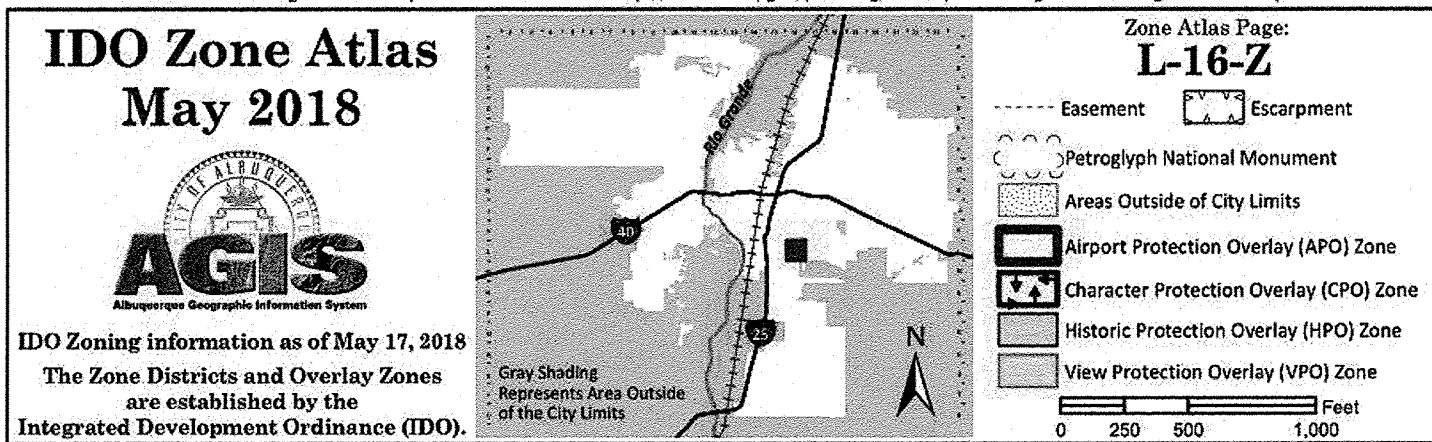 IDO Zone Atlas
May 2018
CITY OF ALBUQUERQUE
AGIS
Albuquerque Geographic Information System
IDO Zoning information as of May 17, 2018
The Zone Districts and Overlay Zones
are established by the
Integrated Development Ordinance (IDO).
Rio Grande
40
25
N
Gray Shading
Represents Area Outside
of the City Limits
Zone Atlas Page:
L-16-Z
Easement
Escarpment
Petroglyph National Monument
Areas Outside of City Limits
Airport Protection Overlay (APO) Zone
Character Protection Overlay (CPO) Zone
Historic Protection Overlay (HPO) Zone
View Protection Overlay (VPO) Zone
Feet
0 250 500 1,000